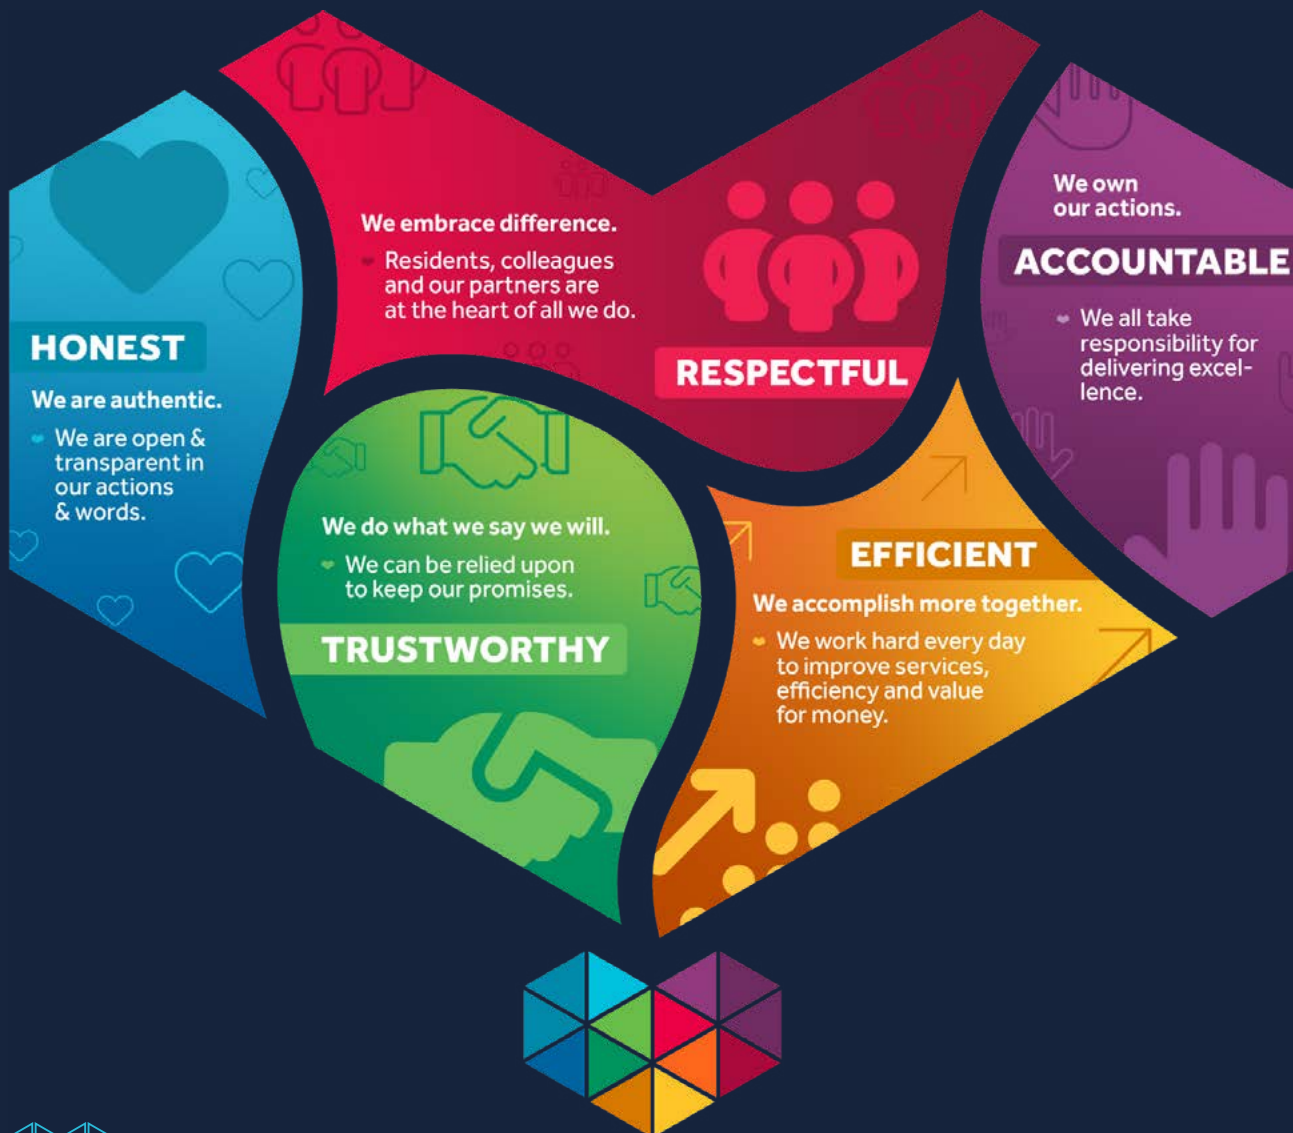 HONEST
We are authentic.
We are open &
transparent in
our actions
& words.
We embrace difference.
Residents, colleagues
and our partners are
at the heart of all we do.
RESPECTFUL
We own
our actions.
ACCOUNTABLE
We all take
responsibility for
delivering excel-
lence.
We do what we say we will.
We can be relied upon
to keep our promises.
TRUSTWORTHY
EFFICIENT
We accomplish more together.
We work hard every day
to improve services,
efficiency and value
for money.